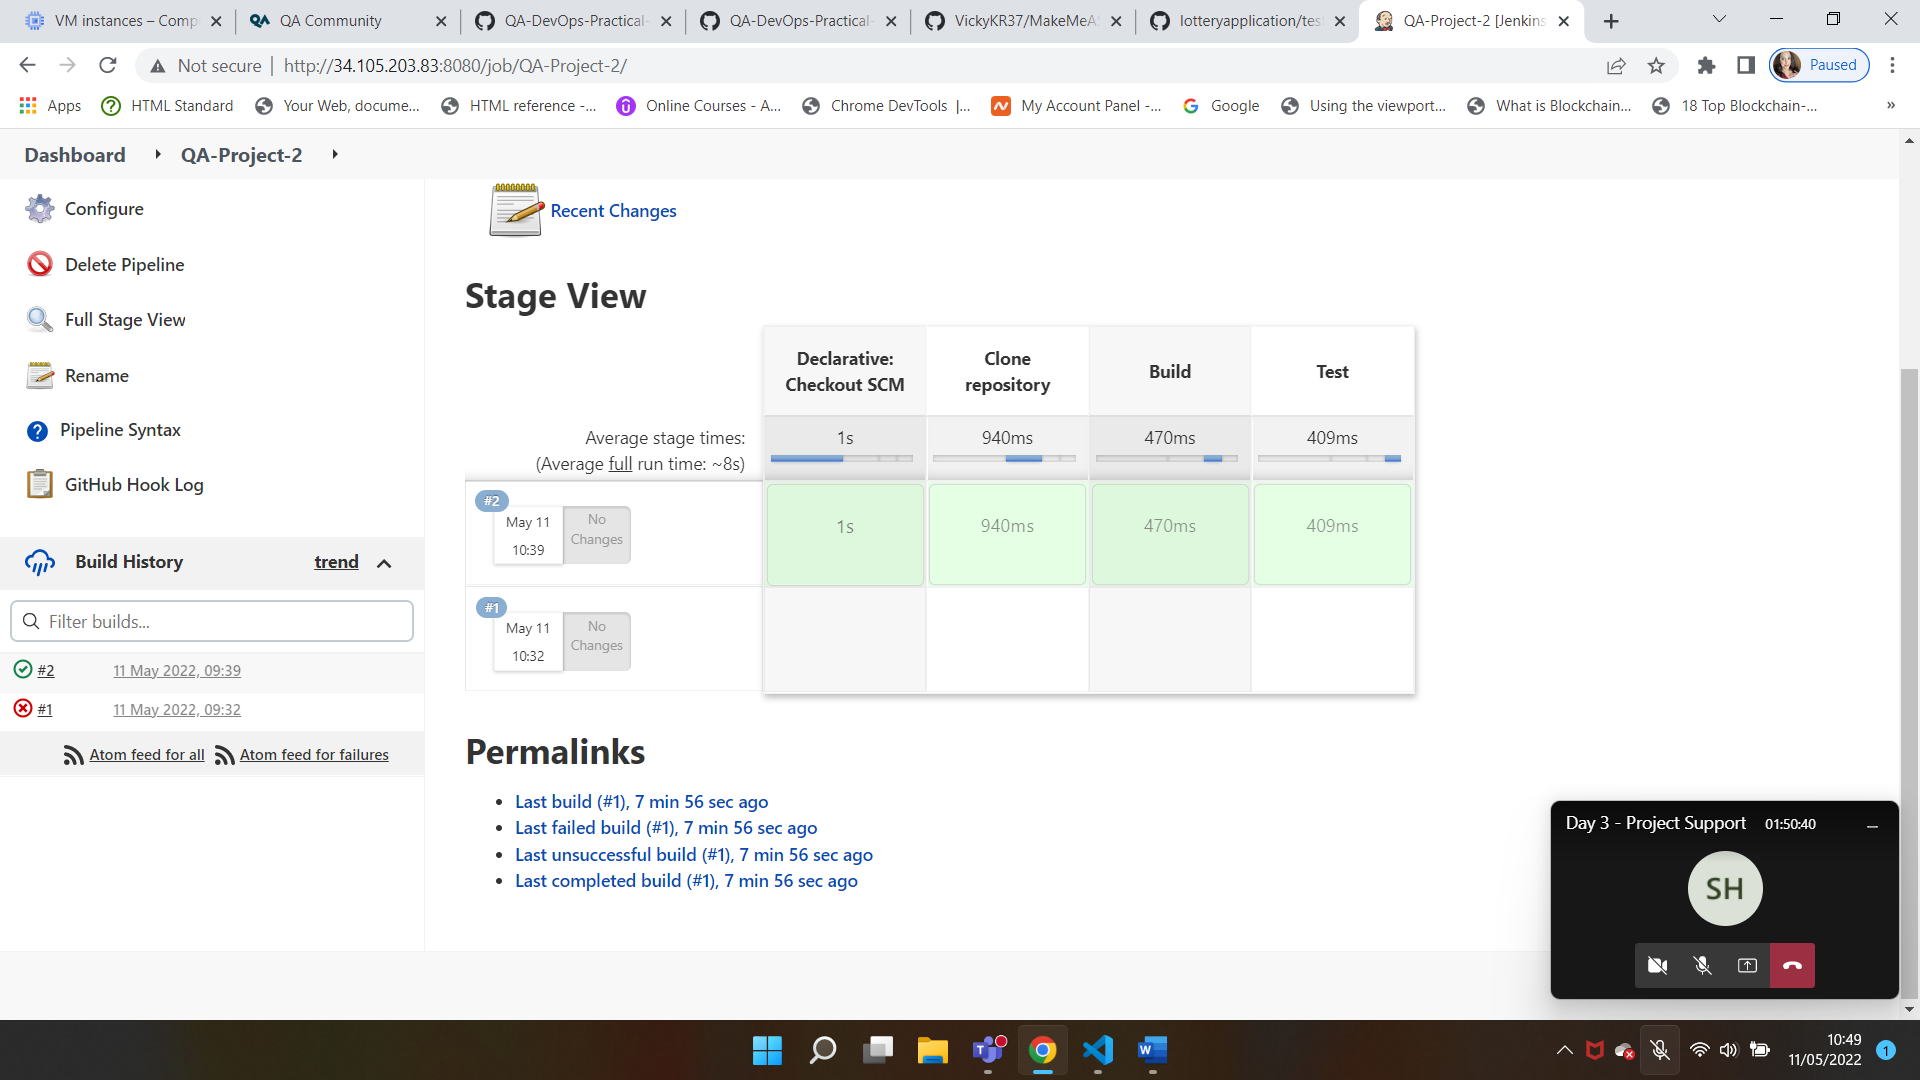 VM instances – Comp
QA Community
QA-DevOps-Practical-
QA-DevOps-Practical-
VickyKR37/MakeMeAS
lotteryapplication/test
QA-Project-2 [Jenkins
Not secure
http://34.105.203.83:8080/job/QA-Project-2/
Paused
Apps
HTML Standard
Your Web, docume...
HTML reference -...
Online Courses - A...
Chrome DevTools |...
My Account Panel -...
Google
Using the viewport...
What is Blockchain...
18 Top Blockchain-...
»
Dashboard
QA-Project-2
Configure
Delete Pipeline
Full Stage View
Rename
Pipeline Syntax
GitHub Hook Log
Build History
trend
Filter builds...
#2
11 May 2022, 09:39
#1
11 May 2022, 09:32
Atom feed for all
Atom feed for failures
Recent Changes
Stage View
Declarative:
Checkout SCM
Clone
repository
Build
Test
Average stage times:
(Average full run time: ~8s)
1s
940ms
470ms
409ms
#2
May 11
10:39
No
Changes
1s
940ms
470ms
409ms
#1
May 11
10:32
No
Changes
Permalinks
Last build (#1), 7 min 56 sec ago
Last failed build (#1), 7 min 56 sec ago
Last unsuccessful build (#1), 7 min 56 sec ago
Last completed build (#1), 7 min 56 sec ago
Day 3 - Project Support
01:50:40
SH
10:49
11/05/2022
1